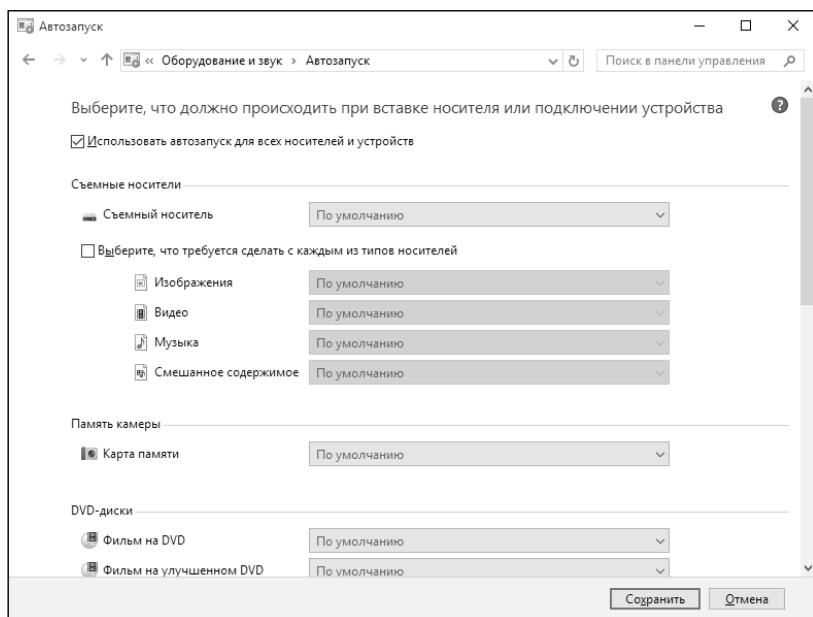 Автозапуск
« Оборудование и звук › Автозапуск
Поиск в панели управления
Выберите, что должно происходить при вставке носителя или подключении устройства
Использовать автозапуск для всех носителей и устройств
Съемные носители
Съемный носитель По умолчанию
Выберите, что требуется сделать с каждым из типов носителей
Изображения По умолчанию
Видео По умолчанию
Музыка По умолчанию
Смешанное содержимое По умолчанию
Память камеры
Карта памяти По умолчанию
DVD-диски
Фильм на DVD По умолчанию
Фильм на улучшенном DVD По умолчанию
Сохранить Отмена